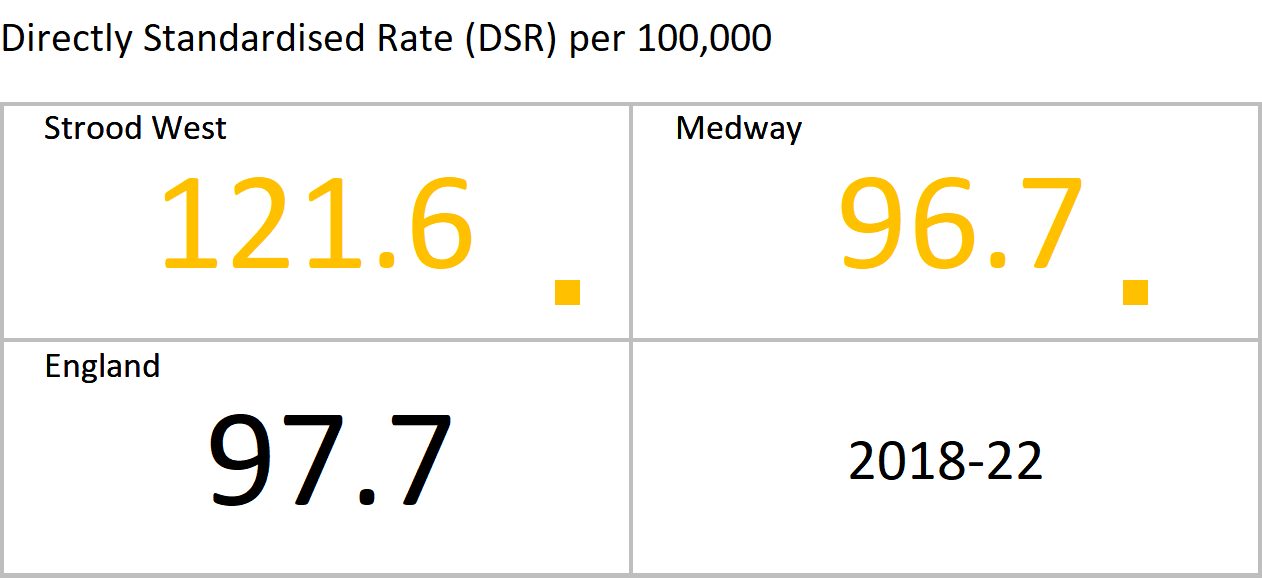 Directly Standardised Rate (DSR) per 100,000
Strood West
121.6
Medway
96.7
England
97.7
2018-22